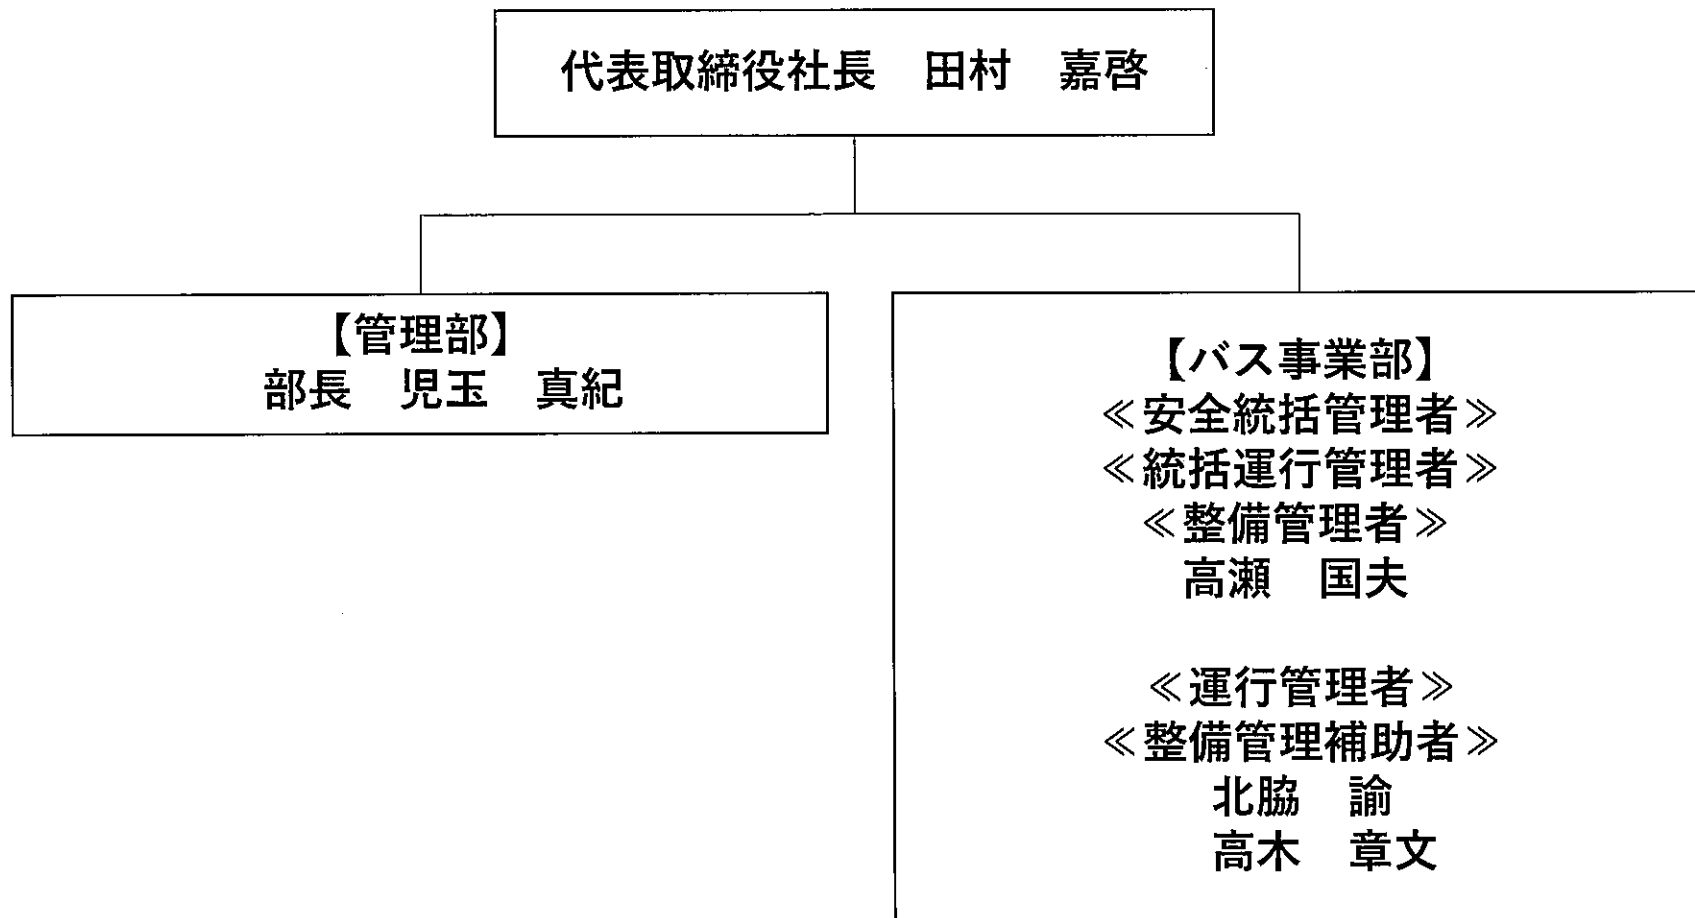 代表取締役社長　田村　嘉啓
【管理部】
部長　児玉　真紀
【バス事業部】
≪安全統括管理者≫
≪統括運行管理者≫
≪整備管理者≫
高瀬　国夫
≪運行管理者≫
≪整備管理補助者≫
北脇　諭
高木　章文